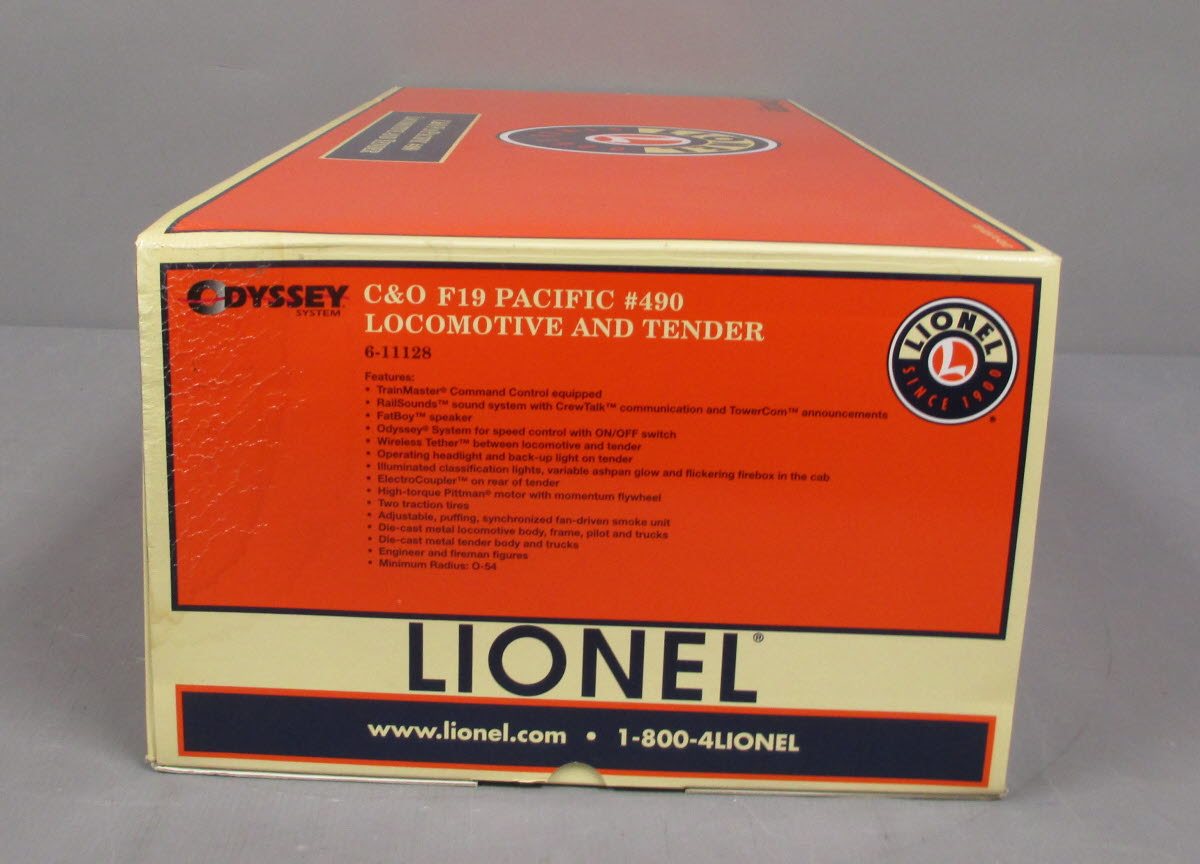 ODYSSEY
SYSTEM
C&O F19 PACIFIC #490
LOCOMOTIVE AND TENDER
6-11128
Features:
• TrainMaster® Command Control equipped
• RailSounds™ sound system with CrewTalk™ communication and TowerCom™ announcements
• FatBoy™ speaker
• Odyssey® System for speed control with ON/OFF switch
• Wireless Tether™ between locomotive and tender
• Operating headlight and back-up light on tender
• Illuminated classification lights, variable ashpan glow and flickering firebox in the cab
• ElectroCoupler™ on rear of tender
• High-torque Pittman® motor with momentum flywheel
• Two traction tires
• Adjustable, puffing, synchronized fan-driven smoke unit
• Die-cast metal locomotive body, frame, pilot and trucks
• Die-cast metal tender body and trucks
• Engineer and fireman figures
• Minimum Radius: O-54
LIONEL
L
SINCE 1900
®
LIONEL®
www.lionel.com • 1-800-4LIONEL